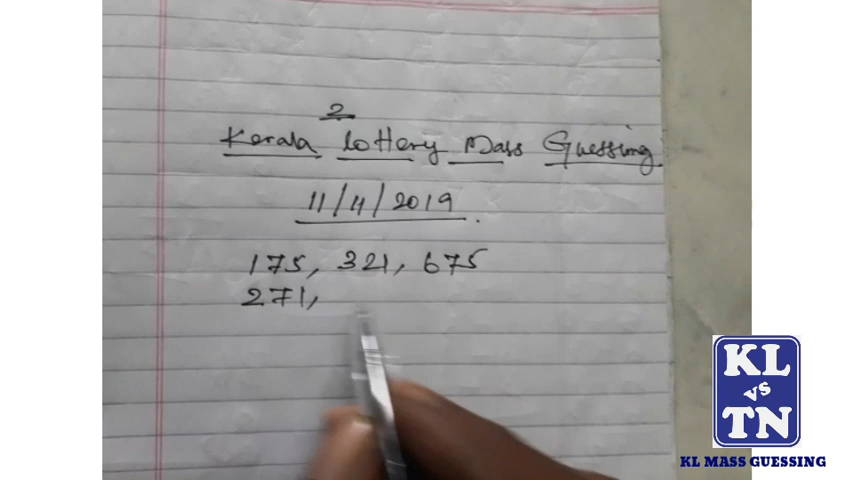 2
Kerala Lottery Mass Guessing
11/4/2019.
175, 321, 675
271,
KL
vs
TN
KL MASS GUESSING